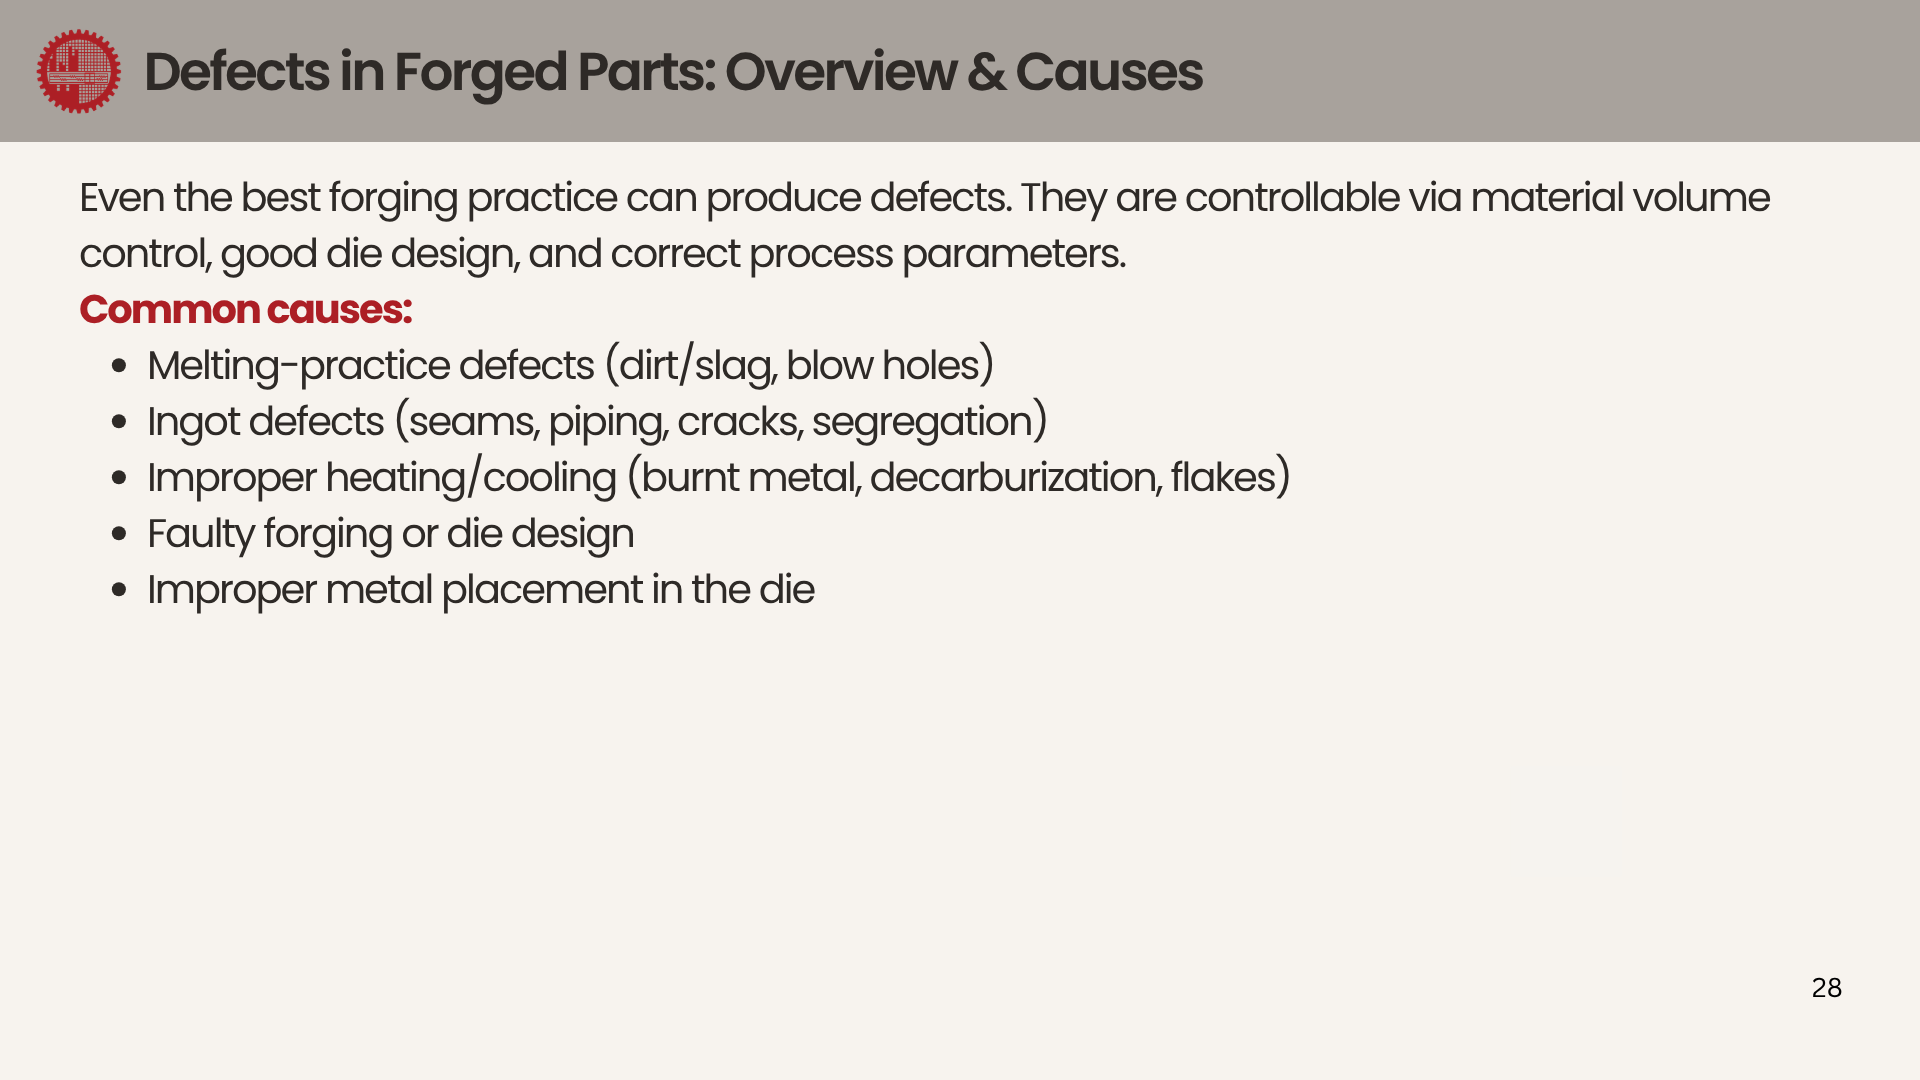 Defects in Forged Parts: Overview & Causes
Even the best forging practice can produce defects. They are controllable via material volume
control, good die design, and correct process parameters.
Common causes:
• Melting-practice defects (dirt/slag, blow holes)
• Ingot defects (seams, piping, cracks, segregation)
• Improper heating/cooling (burnt metal, decarburization, flakes)
• Faulty forging or die design
• Improper metal placement in the die
28